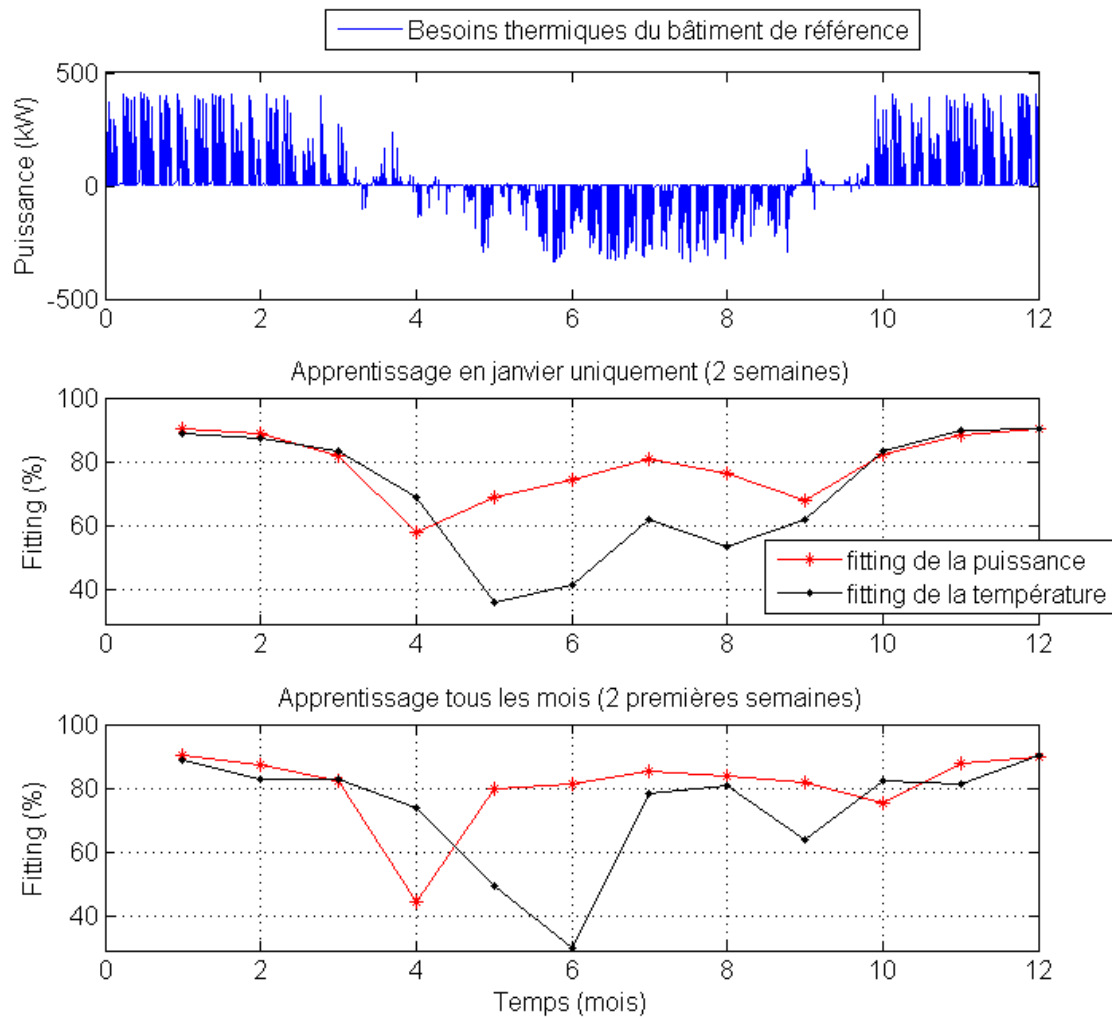 Besoins thermiques du bâtiment de référence
500
0
-500
Puissance (kW)
0 2 4 6 8 10 12
Apprentissage en janvier uniquement (2 semaines)
100
80
60
40
Fitting (%)
fitting de la puissance
fitting de la température
0 2 4 6 8 10 12
Apprentissage tous les mois (2 premières semaines)
100
80
60
40
Fitting (%)
0 2 4 6 8 10 12
Temps (mois)